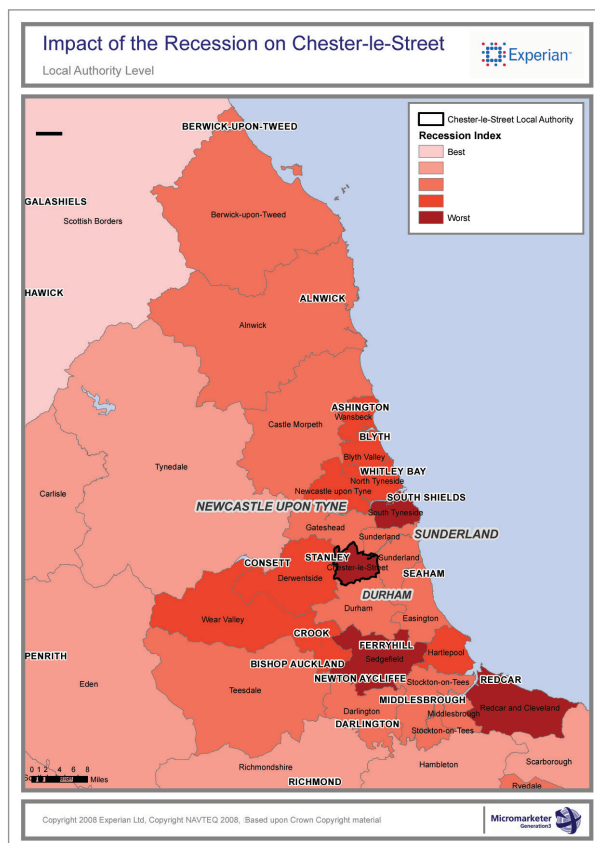 Impact of the Recession on Chester-le-Street
Local Authority Level
Experian
Chester-le-Street Local Authority
Recession Index
Best
Worst
BERWICK-UPON-TWEED
GALASHIELS
Scottish Borders
Berwick-upon-Tweed
HAWICK
ALNWICK
Alnwick
ASHINGTON
Wansbeck
Castle Morpeth
BLYTH
Blyth Valley
Tynedale
WHITLEY BAY
North Tyneside
Carlisle
Newcastle upon Tyne
SOUTH SHIELDS
NEWCASTLE UPON TYNE
South Tyneside
Gateshead
Sunderland
SUNDERLAND
CONSETT
STANLEY
Sunderland
Chester-le-Street
Derwentside
SEAHAM
DURHAM
Durham
Wear Valley
Easington
CROOK
FERRYHILL
Hartlepool
PENRITH
BISHOP AUCKLAND
Sedgefield
Eden
NEWTON AYCLIFFE
Stockton-on-Tees
REDCAR
Teesdale
MIDDLESBROUGH
Darlington
Middlesbrough
Redcar and Cleveland
DARLINGTON
Stockton-on-Tees
Richmondshire
Hambleton
Scarborough
0 1 2 4 6 8
Miles
RICHMOND
Ryedale
Copyright 2008 Experian Ltd, Copyright NAVTEQ 2008, Based upon Crown Copyright material
Micromarketer
Generation3